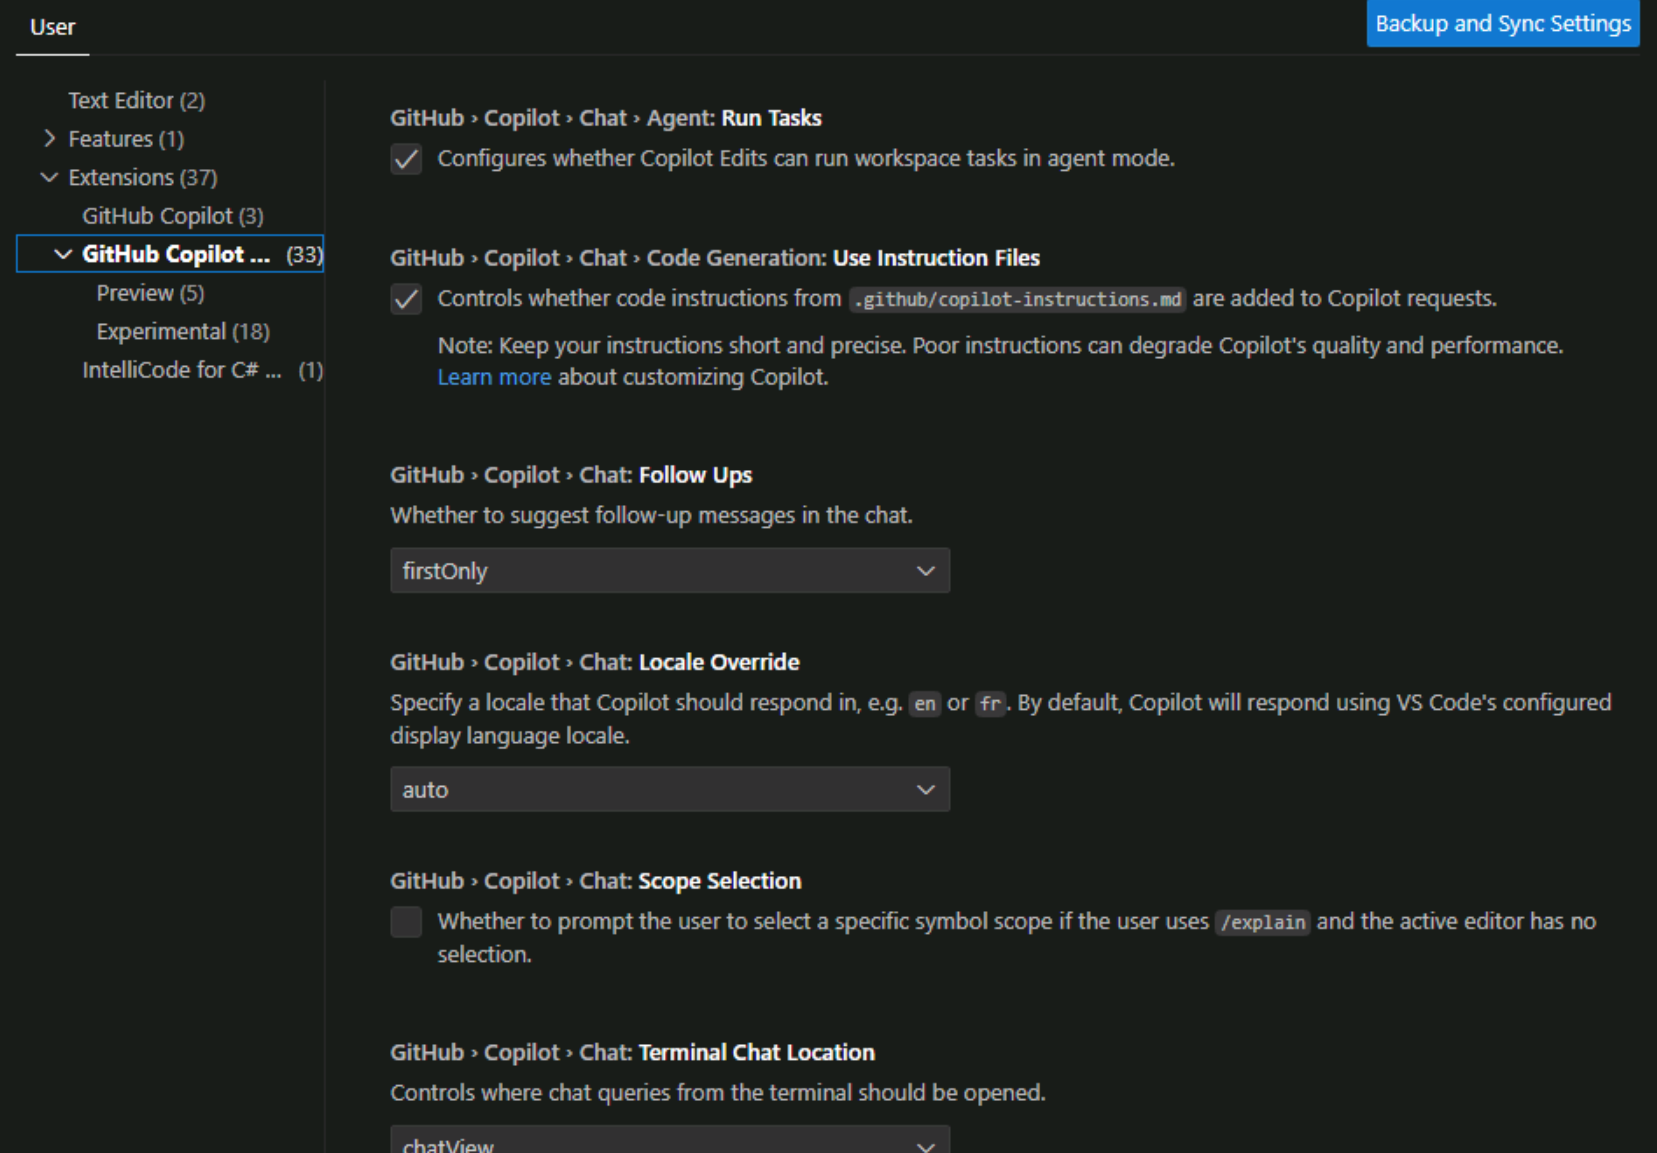 User
Backup and Sync Settings
Text Editor (2)
Features (1)
Extensions (37)
GitHub Copilot (3)
GitHub Copilot ... (33)
Preview (5)
Experimental (18)
IntelliCode for C# ... (1)
GitHub › Copilot › Chat › Agent: Run Tasks
Configures whether Copilot Edits can run workspace tasks in agent mode.
GitHub › Copilot › Chat › Code Generation: Use Instruction Files
Controls whether code instructions from .github/copilot-instructions.md are added to Copilot requests.
Note: Keep your instructions short and precise. Poor instructions can degrade Copilot's quality and performance.
Learn more about customizing Copilot.
GitHub › Copilot › Chat: Follow Ups
Whether to suggest follow-up messages in the chat.
firstOnly
GitHub › Copilot › Chat: Locale Override
Specify a locale that Copilot should respond in, e.g. en or fr. By default, Copilot will respond using VS Code's configured
display language locale.
auto
GitHub › Copilot › Chat: Scope Selection
Whether to prompt the user to select a specific symbol scope if the user uses /explain and the active editor has no
selection.
GitHub › Copilot › Chat: Terminal Chat Location
Controls where chat queries from the terminal should be opened.
chatView